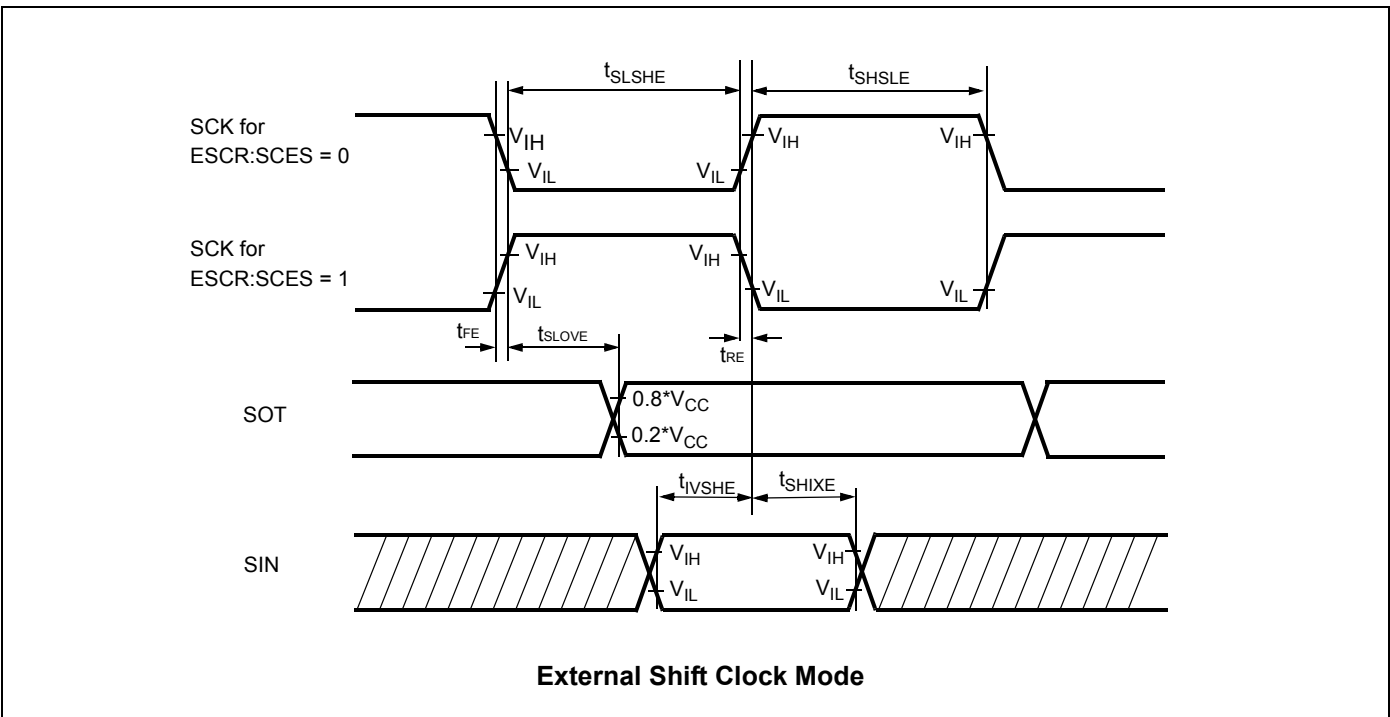 tSLSHE
tSHSLE
SCK for
ESCR:SCES = 0
VIH
VIL
VIL
VIH
VIH
SCK for
ESCR:SCES = 1
VIH
VIL
VIH
VIL
VIL
tFE
tSLOVE
tRE
SOT
0.8*VCC
0.2*VCC
tIVSHE
tSHIXE
SIN
VIH
VIL
VIH
VIL
External Shift Clock Mode